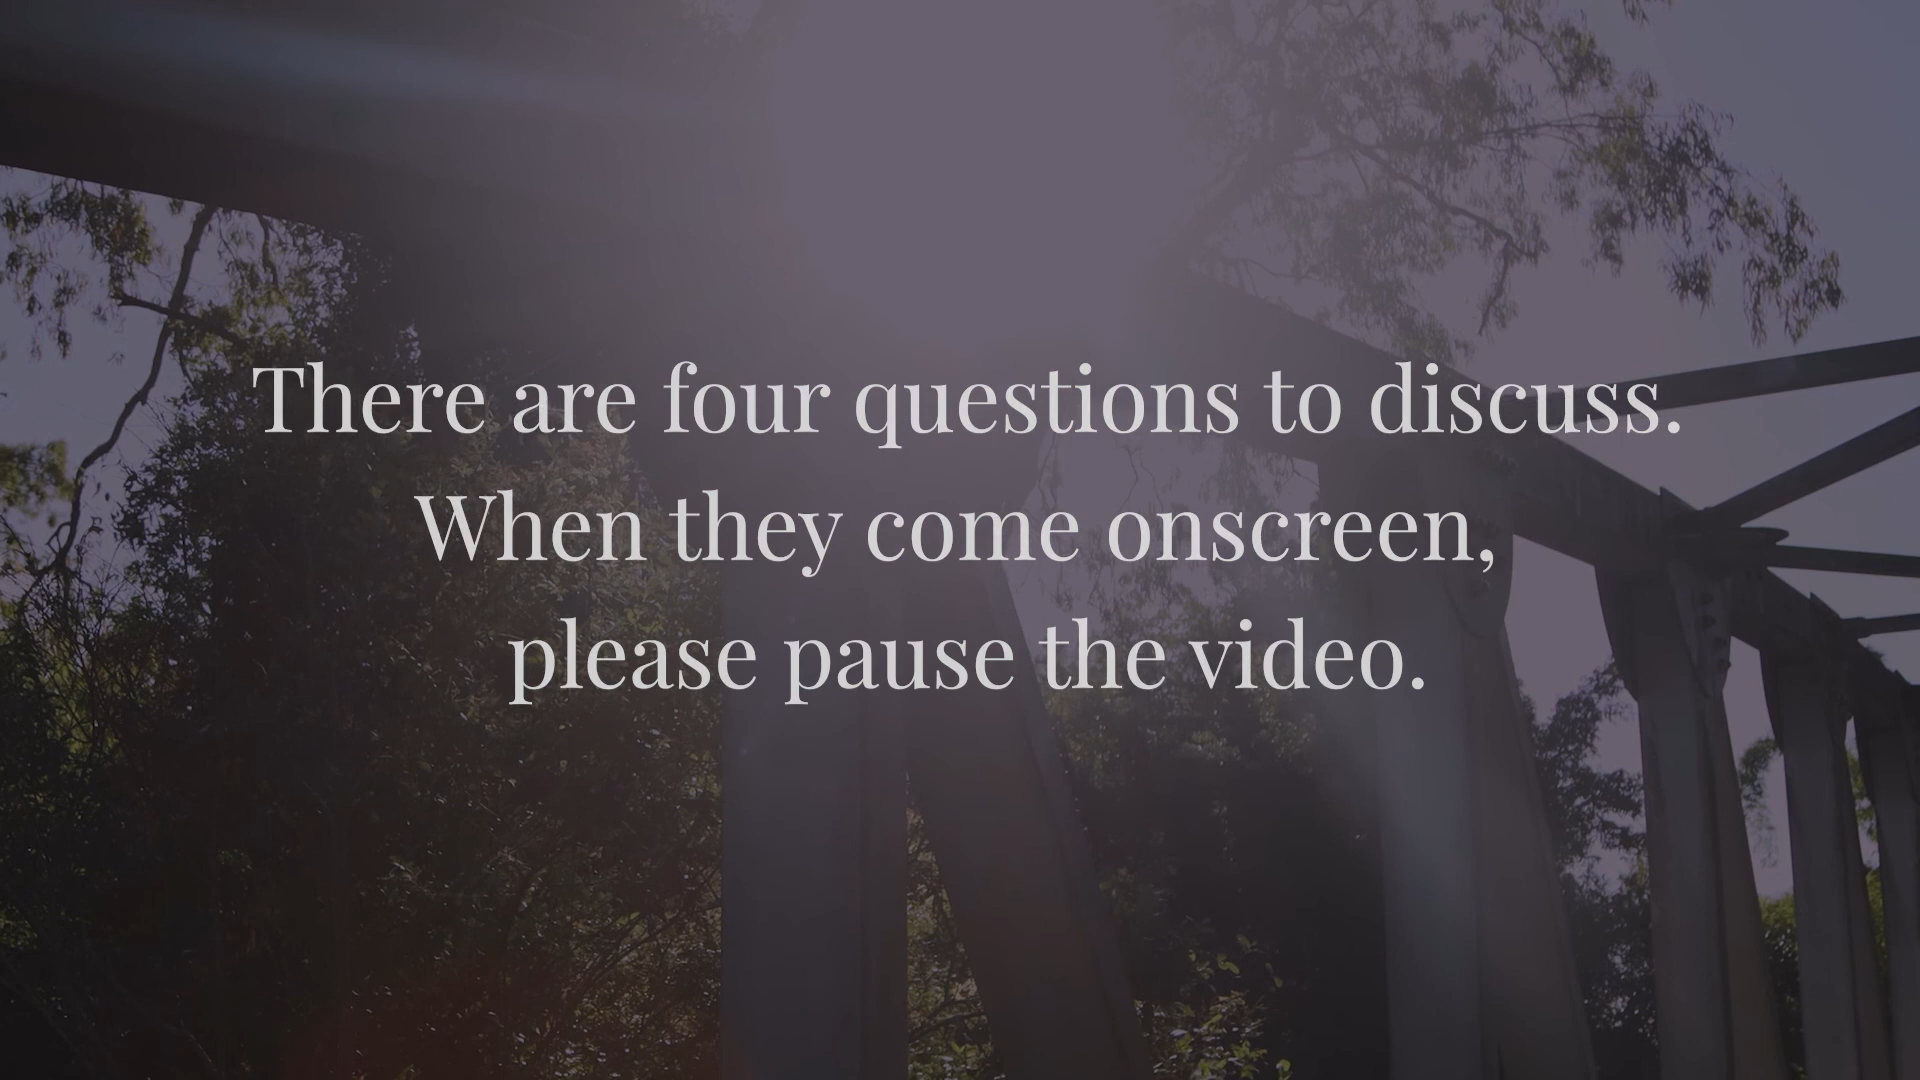 There are four questions to discuss.
When they come onscreen,
please pause the video.